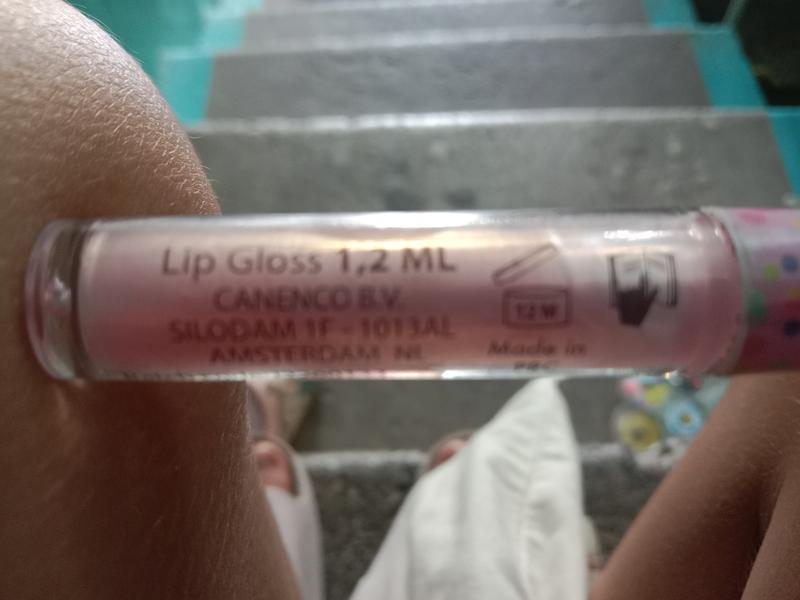 Lip Gloss 1,2 ML
CANENCO B.V.
SILODAM 1F - 1013AL
AMSTERDAM NL
12 M
Made in